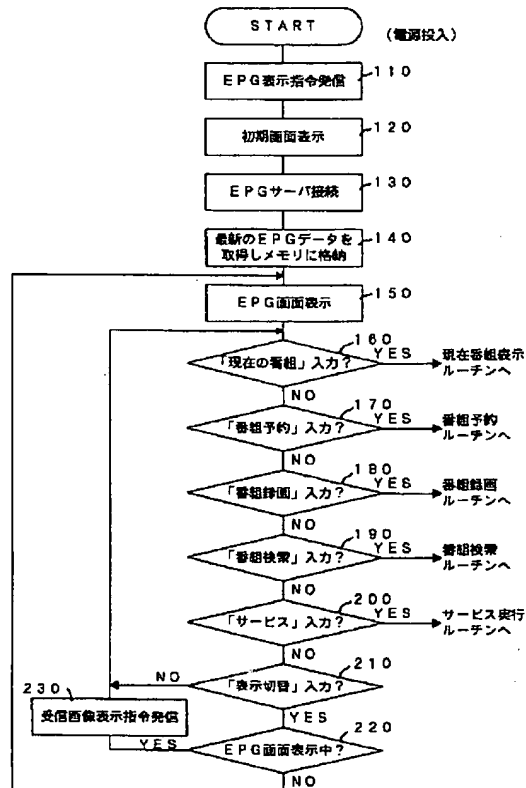 START
(電源投入)
110
EPG表示指令発信
120
初期画面表示
130
EPGサーバ接続
140
最新のEPGデータを
取得しメモリに格納
150
EPG画面表示
160
「現在の番組」入力？
YES
現在番組表示
ルーチンへ
NO
170
「番組予約」入力？
YES
番組予約
ルーチンへ
NO
180
「番組録画」入力？
YES
番組録画
ルーチンへ
NO
190
「番組検索」入力？
YES
番組検索
ルーチンへ
NO
200
「サービス」入力？
YES
サービス実行
ルーチンへ
NO
210
「表示切替」入力？
NO
YES
230
受信画像表示指令発信
220
EPG画面表示中？
YES
NO